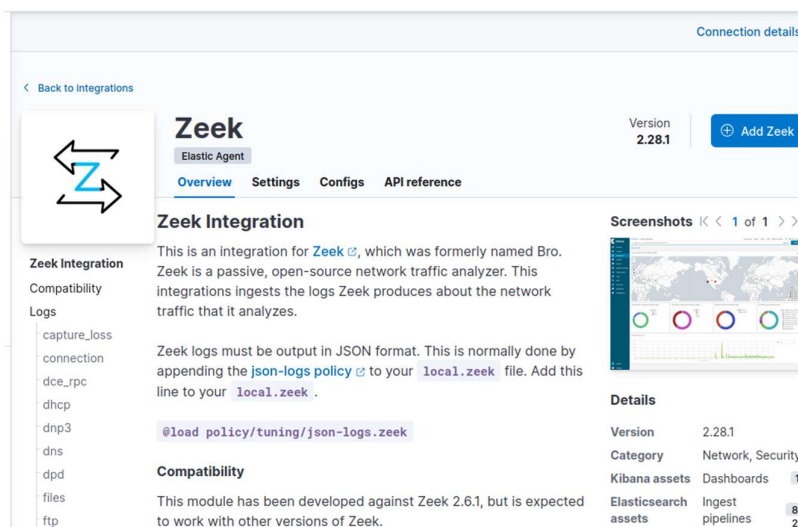 Connection details
Back to integrations
Zeek
Elastic Agent
Version
2.28.1
Add Zeek
Overview Settings Configs API reference
Zeek Integration
This is an integration for Zeek, which was formerly named Bro.
Zeek is a passive, open-source network traffic analyzer. This
integrations ingests the logs Zeek produces about the network
traffic that it analyzes.
Zeek logs must be output in JSON format. This is normally done by
appending the json-logs policy to your local.zeek file. Add this
line to your local.zeek .
@load policy/tuning/json-logs.zeek
Compatibility
This module has been developed against Zeek 2.6.1, but is expected
to work with other versions of Zeek.
Zeek Integration
Compatibility
Logs
capture_loss
connection
dce_rpc
dhcp
dnp3
dns
dpd
files
ftp
Screenshots 1 of 1
Details
Version 2.28.1
Category Network, Security
Kibana assets Dashboards 1
Elasticsearch assets Ingest pipelines 8
2